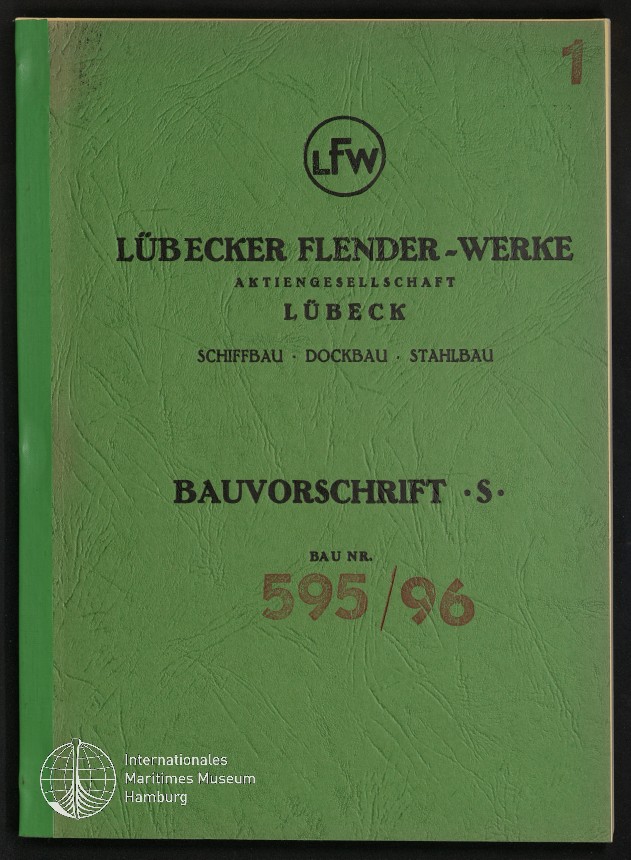 1
LFW
LÜBECKER FLENDER-WERKE
AKTIENGESELLSCHAFT
LÜBECK
SCHIFFBAU · DOCKBAU · STAHLBAU
BAUVORSCHRIFT ·S·
BAU NR.
595/96
Internationales
Maritimes Museum
Hamburg